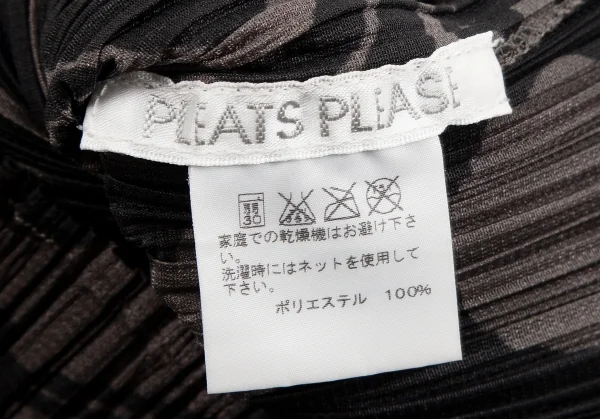 PLEATS PLEASE
30
家庭での乾燥機はお避け下さ
い。
洗濯時にはネットを使用して
下さい。
ポリエステル 100%